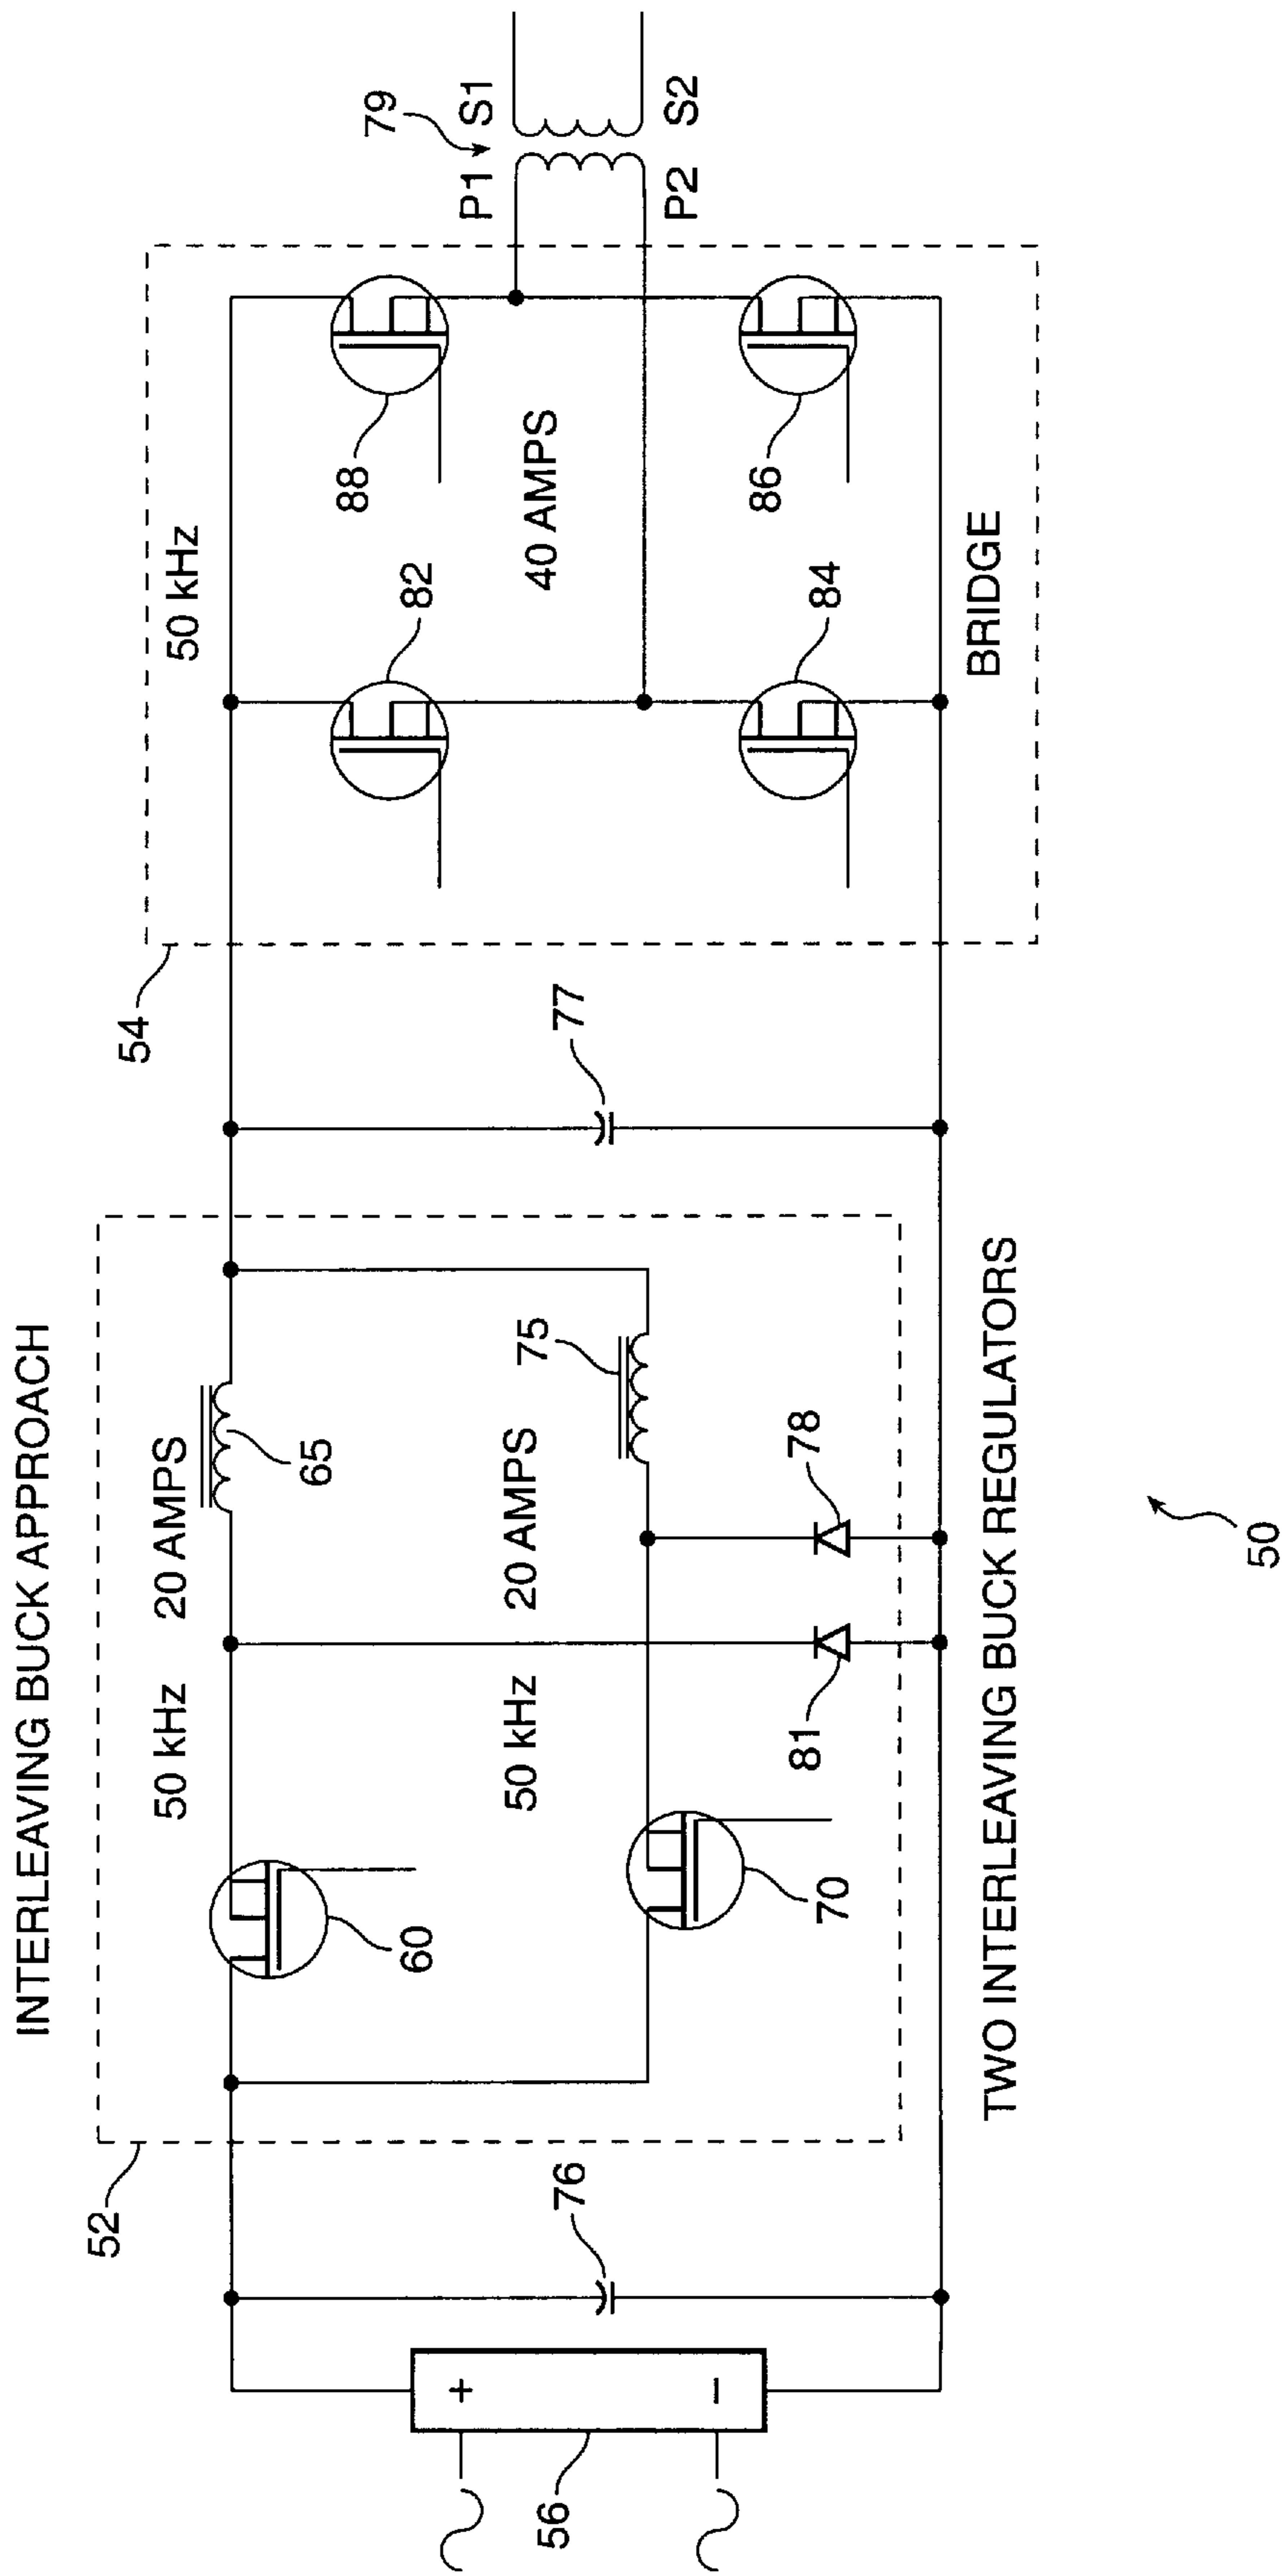 INTERLEAVING BUCK APPROACH
52
54
50 kHz 20 AMPS
65
50 kHz
79
P1 S1
60
82
88
50 kHz 20 AMPS
75
40 AMPS
P2 S2
56
+
−
76
77
70
81
78
84
86
TWO INTERLEAVING BUCK REGULATORS
BRIDGE
50